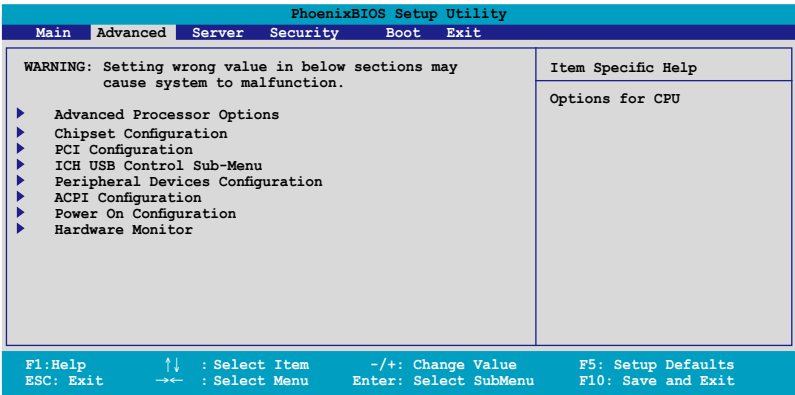 PhoenixBIOS Setup Utility
Main Advanced Server Security Boot Exit
WARNING: Setting wrong value in below sections may
cause system to malfunction.
Advanced Processor Options
Chipset Configuration
PCI Configuration
ICH USB Control Sub-Menu
Peripheral Devices Configuration
ACPI Configuration
Power On Configuration
Hardware Monitor
Item Specific Help
Options for CPU
F1:Help ↑↓ : Select Item -/+: Change Value F5: Setup Defaults
ESC: Exit →← : Select Menu Enter: Select SubMenu F10: Save and Exit